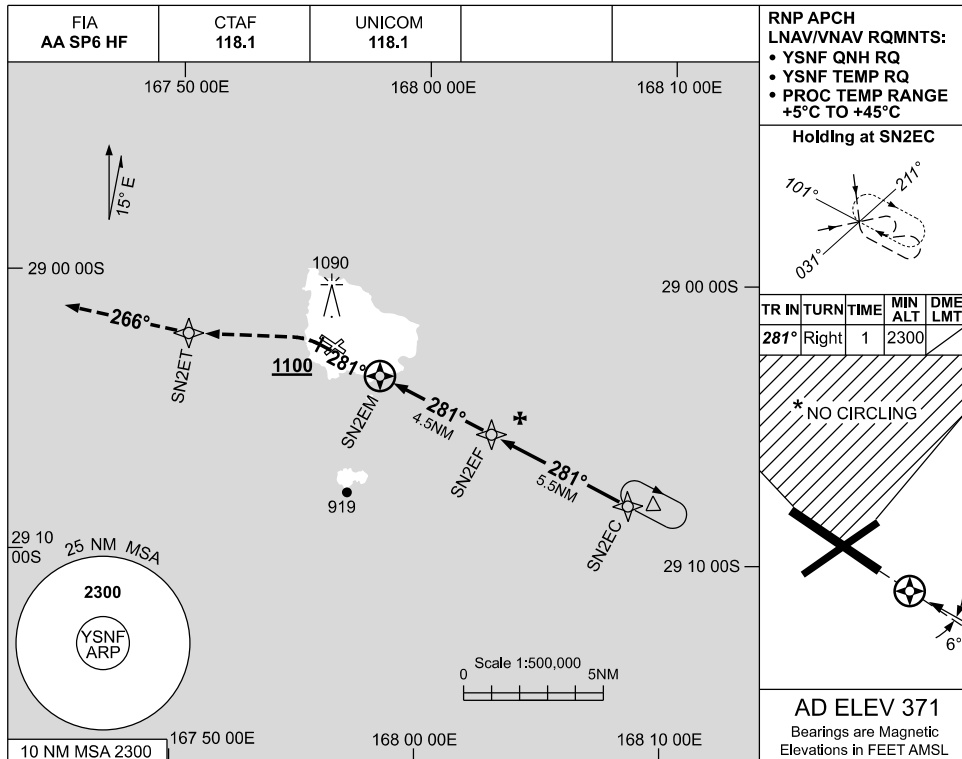 FIA
AA SP6 HF
CTAF
118.1
UNICOM
118.1
RNP APCH
LNAV/VNAV RQMNTS:
• YSNF QNH RQ
• YSNF TEMP RQ
• PROC TEMP RANGE
+5°C TO +45°C
167 50 00E
168 00 00E
168 10 00E
15° E
29 00 00S
29 00 00S
1090
266°
SN2ET
1100
281°
SN2EM
281°
4.5NM
SN2EF
281°
5.5NM
SN2EC
919
29 10
00S
29 10 00S
25 NM MSA
2300
YSNF
ARP
Scale 1:500,000
0
5NM
10 NM MSA 2300
167 50 00E
168 00 00E
168 10 00E
Holding at SN2EC
101°
211°
031°
TR IN TURN TIME MIN ALT DME LMT
281° Right 1 2300
* NO CIRCLING
6°
AD ELEV 371
Bearings are Magnetic
Elevations in FEET AMSL